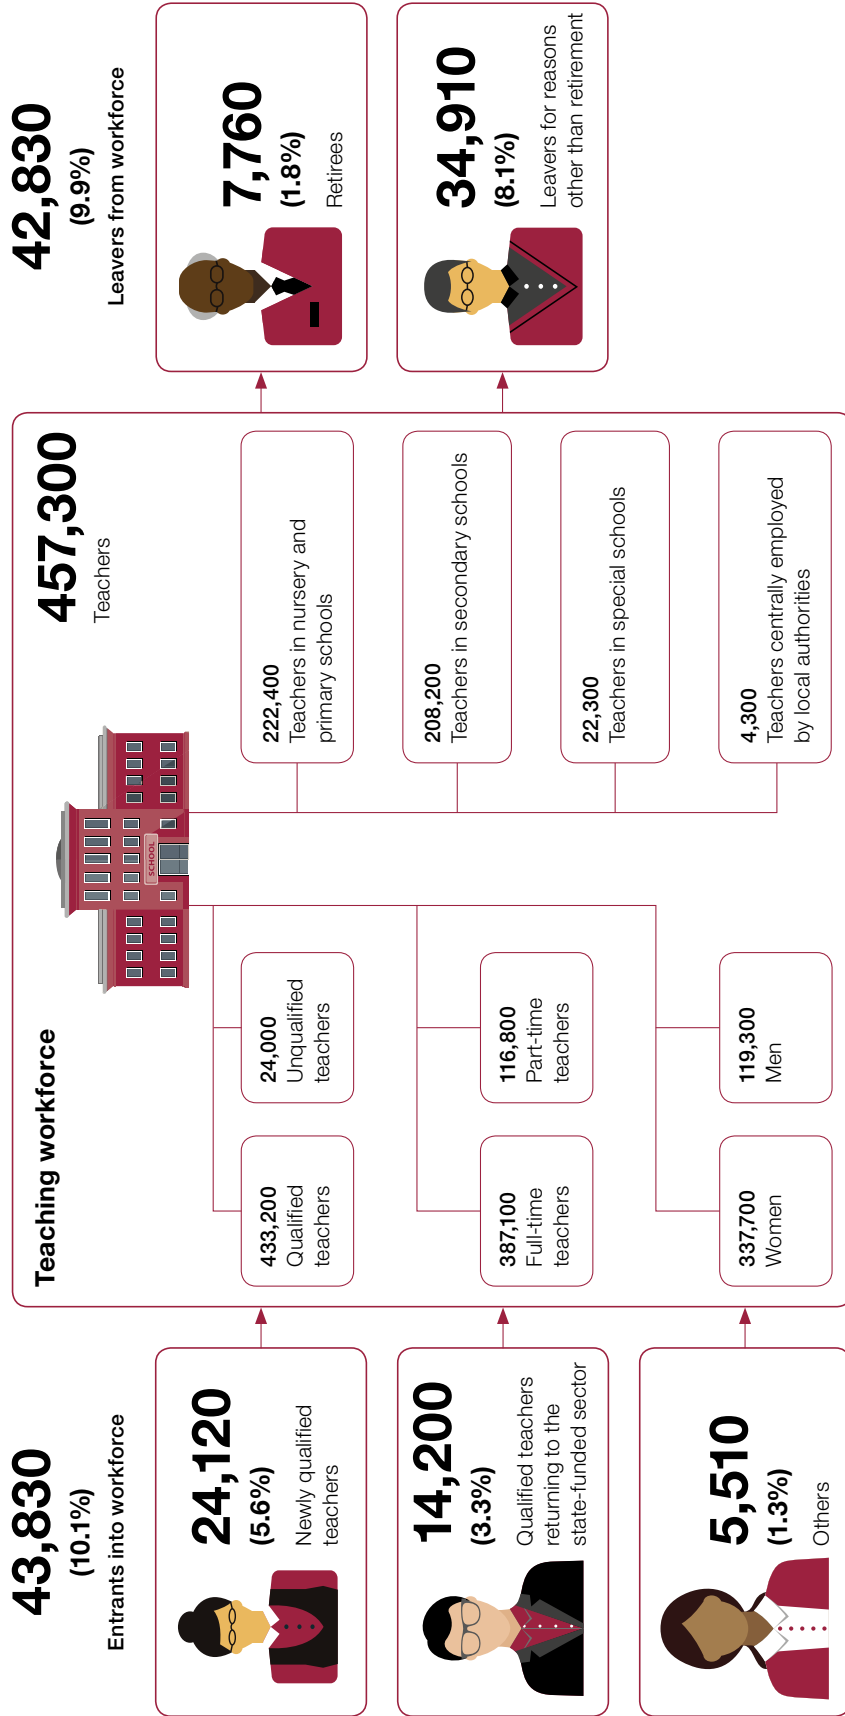 43,830
(10.1%)
Entrants into workforce
24,120
(5.6%)
Newly qualified
teachers
14,200
(3.3%)
Qualified teachers
returning to the
state-funded sector
5,510
(1.3%)
Others
Teaching workforce
SCHOOL
457,300
Teachers
433,200
Qualified
teachers
24,000
Unqualified
teachers
387,100
Full-time
teachers
116,800
Part-time
teachers
337,700
Women
119,300
Men
222,400
Teachers in nursery and
primary schools
208,200
Teachers in secondary schools
22,300
Teachers in special schools
4,300
Teachers centrally employed
by local authorities
42,830
(9.9%)
Leavers from workforce
7,760
(1.8%)
Retirees
34,910
(8.1%)
Leavers for reasons
other than retirement